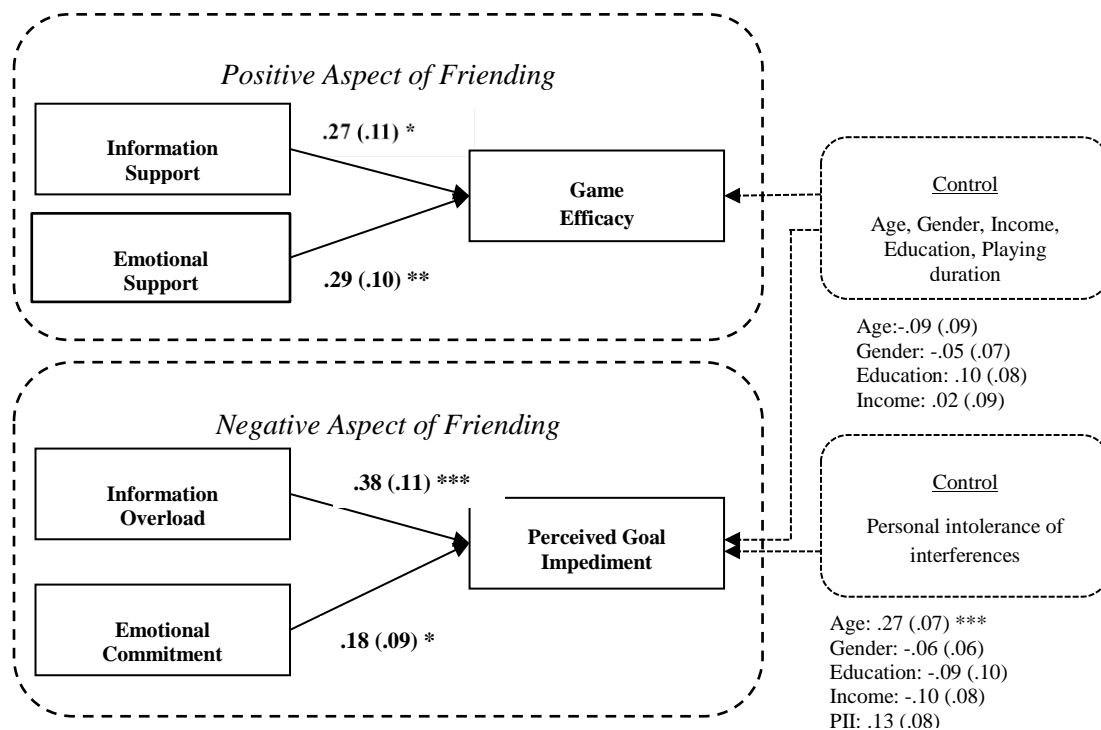 Positive Aspect of Friending
Information
Support
.27 (.11) *
Game
Efficacy
Emotional
Support
.29 (.10) **
Control
Age, Gender, Income,
Education, Playing
duration
Age:-.09 (.09)
Gender: -.05 (.07)
Education: .10 (.08)
Income: .02 (.09)
Negative Aspect of Friending
Information
Overload
.38 (.11) ***
Perceived Goal
Impediment
Emotional
Commitment
.18 (.09) *
Control
Personal intolerance of
interferences
Age: .27 (.07) ***
Gender: -.06 (.06)
Education: -.09 (.10)
Income: -.10 (.08)
PII: .13 (.08)